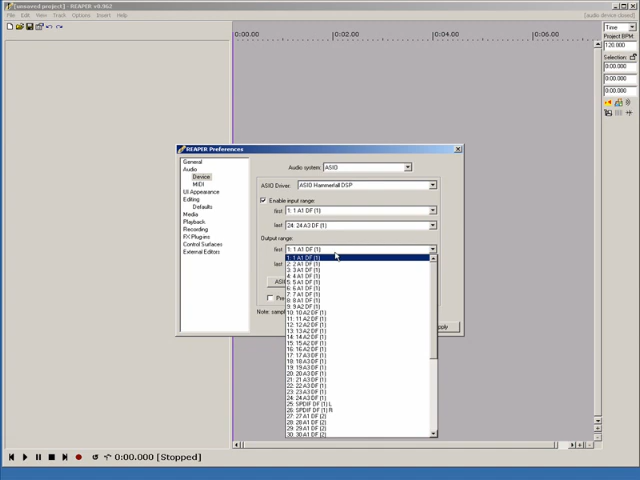 [unsaved project] - REAPER v0.962
File Edit View Track Options Insert Help
[audio device closed]
0:00.00 0:02.00 0:04.00 0:06.00
Time
Project BPM:
120.000
Selection:
0:00.000
0:00.000
0:00.000
REAPER Preferences
General
Audio
Device
MIDI
UI Appearance
Editing
Defaults
Media
Playback
Recording
FX Plugins
Control Surfaces
External Editors
Audio system: ASIO
ASIO Driver: ASIO Hammerfall DSP
Enable input range:
first 1: 1 A1 DF (1)
last 24: 24 A3 DF (1)
Output range:
first 1: 1 A1 DF (1)
last
1: 1 A1 DF (1)
2: 2 A1 DF (1)
3: 3 A1 DF (1)
4: 4 A1 DF (1)
5: 5 A1 DF (1)
6: 6 A1 DF (1)
7: 7 A1 DF (1)
8: 8 A1 DF (1)
9: 9 A2 DF (1)
10: 10 A2 DF (1)
11: 11 A2 DF (1)
12: 12 A2 DF (1)
13: 13 A2 DF (1)
14: 14 A2 DF (1)
15: 15 A2 DF (1)
16: 16 A2 DF (1)
17: 17 A3 DF (1)
18: 18 A3 DF (1)
19: 19 A3 DF (1)
20: 20 A3 DF (1)
21: 21 A3 DF (1)
22: 22 A3 DF (1)
23: 23 A3 DF (1)
24: 24 A3 DF (1)
25: SPDIF DF (1) L
26: SPDIF DF (1) R
27: 27 A1 DF (2)
28: 28 A1 DF (2)
29: 29 A1 DF (2)
30: 30 A1 DF (2)
ASI
Pre
Note: samp
pply
0:00.000 [Stopped]